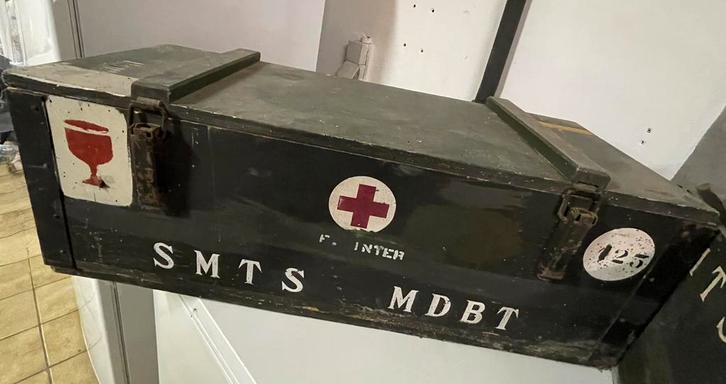 F. INTER
125
SMTS MDBT